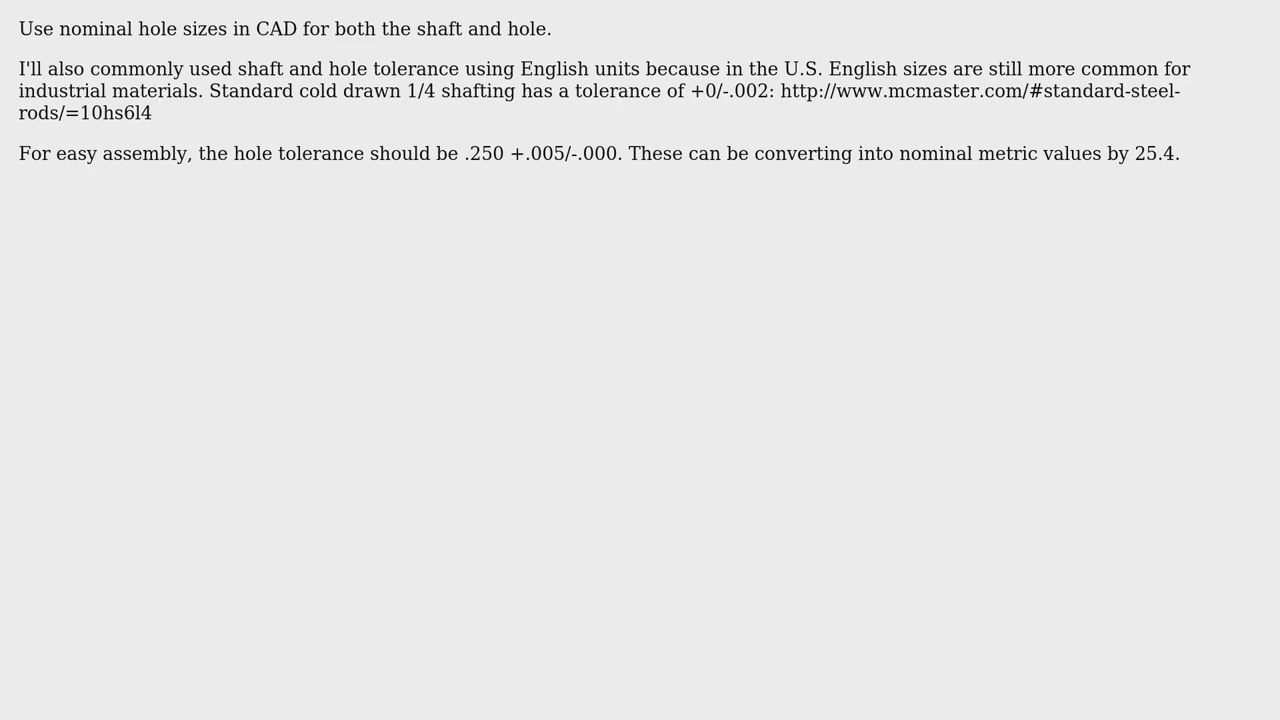 Use nominal hole sizes in CAD for both the shaft and hole.
I'll also commonly used shaft and hole tolerance using English units because in the U.S. English sizes are still more common for
industrial materials. Standard cold drawn 1/4 shafting has a tolerance of +0/-.002: http://www.mcmaster.com/#standard-steel-
rods/=10hs6l4
For easy assembly, the hole tolerance should be .250 +.005/-.000. These can be converting into nominal metric values by 25.4.